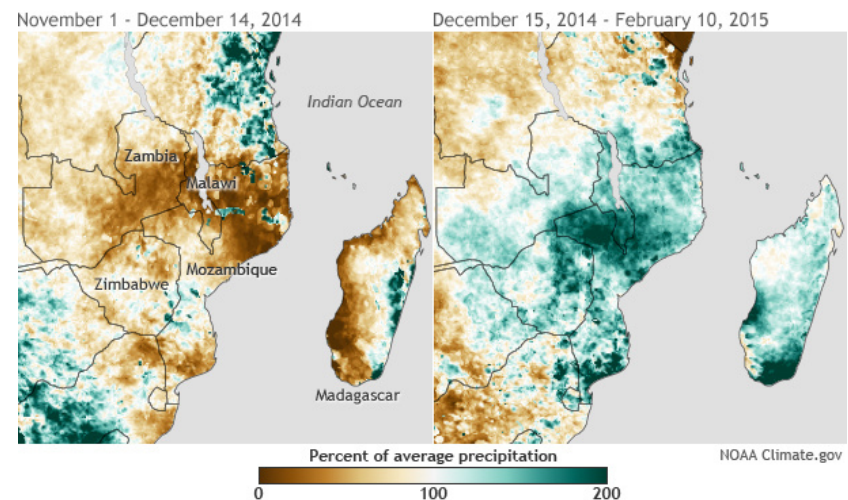 November 1 - December 14, 2014
December 15, 2014 - February 10, 2015
Indian Ocean
Zambia
Malawi
Mozambique
Zimbabwe
Madagascar
Percent of average precipitation
NOAA Climate.gov
0 100 200